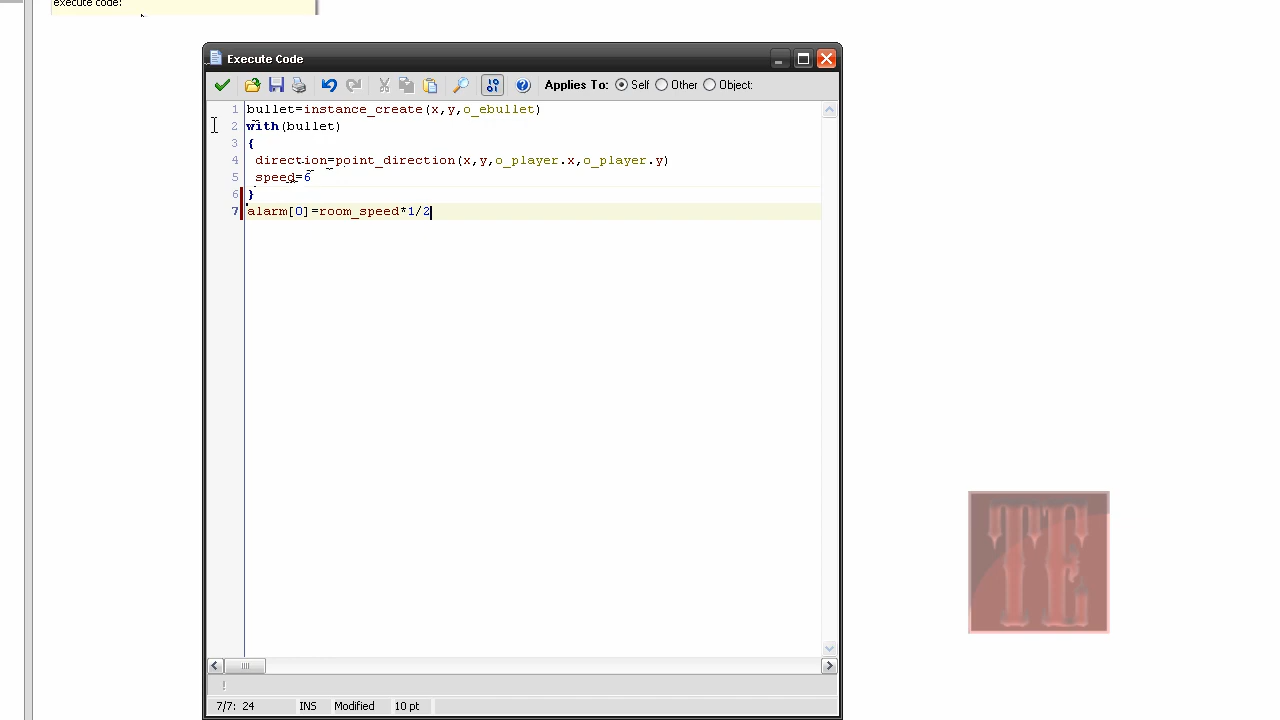 execute code:
Execute Code
Applies To: Self Other Object:
1 bullet=instance_create(x,y,o_ebullet)
2 with(bullet)
3 {
4 direction=point_direction(x,y,o_player.x,o_player.y)
5 speed=6
6 }
7 alarm[0]=room_speed*1/2
TE
7/7: 24 INS Modified 10 pt